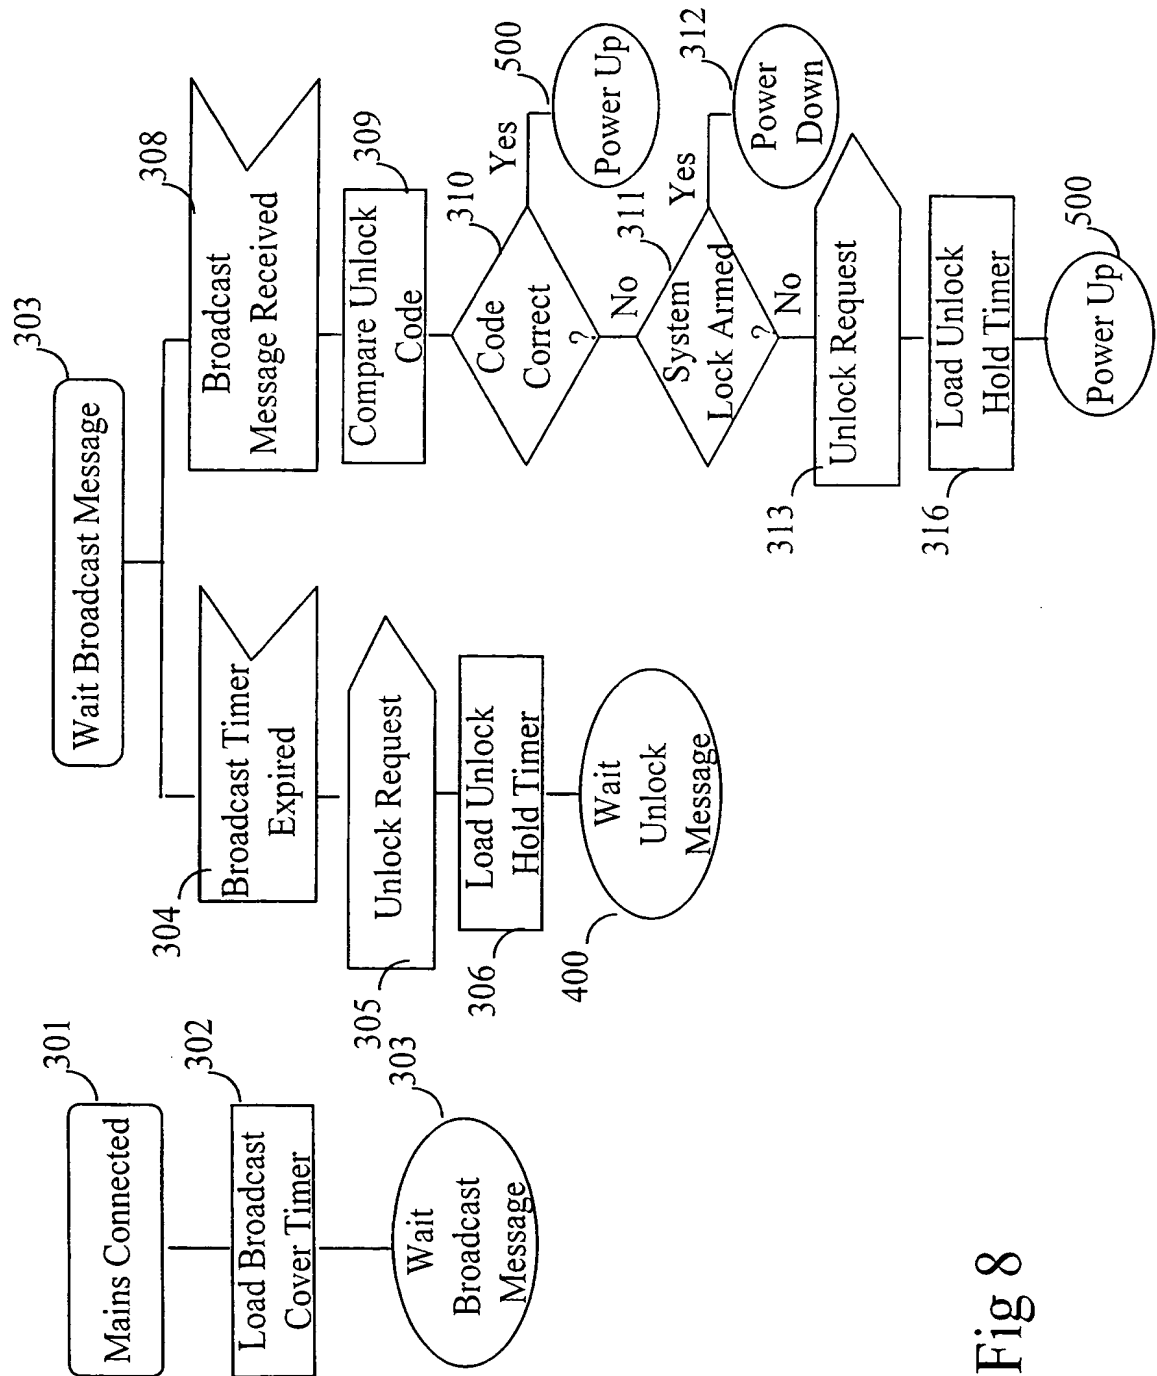 301
Mains Connected
302
Load Broadcast
Cover Timer
303
Wait
Broadcast
Message
303
Wait Broadcast Message
304
Broadcast Timer
Expired
305
Unlock Request
306
Load Unlock
Hold Timer
400
Wait
Unlock
Message
308
Broadcast
Message Received
309
Compare Unlock
Code
310
Code
Correct
?
Yes
500
Power Up
No
311
System
Lock Armed
?
Yes
312
Power
Down
No
313
Unlock Request
316
Load Unlock
Hold Timer
500
Power Up
Fig 8